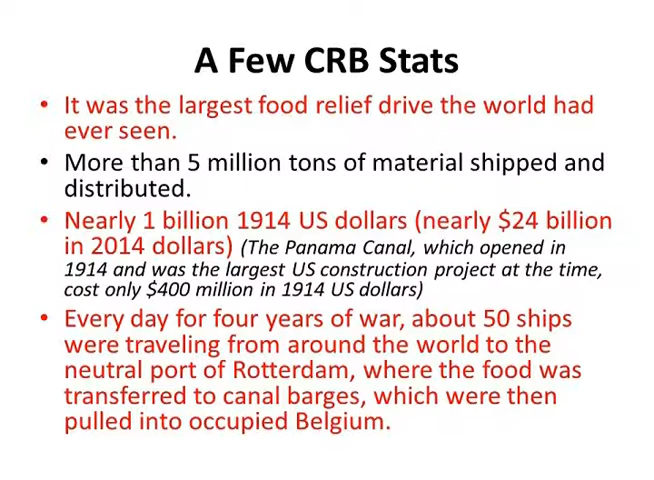 A Few CRB Stats
• It was the largest food relief drive the world had
ever seen.
• More than 5 million tons of material shipped and
distributed.
• Nearly 1 billion 1914 US dollars (nearly $24 billion
in 2014 dollars) (The Panama Canal, which opened in
1914 and was the largest US construction project at the time,
cost only $400 million in 1914 US dollars)
• Every day for four years of war, about 50 ships
were traveling from around the world to the
neutral port of Rotterdam, where the food was
transferred to canal barges, which were then
pulled into occupied Belgium.